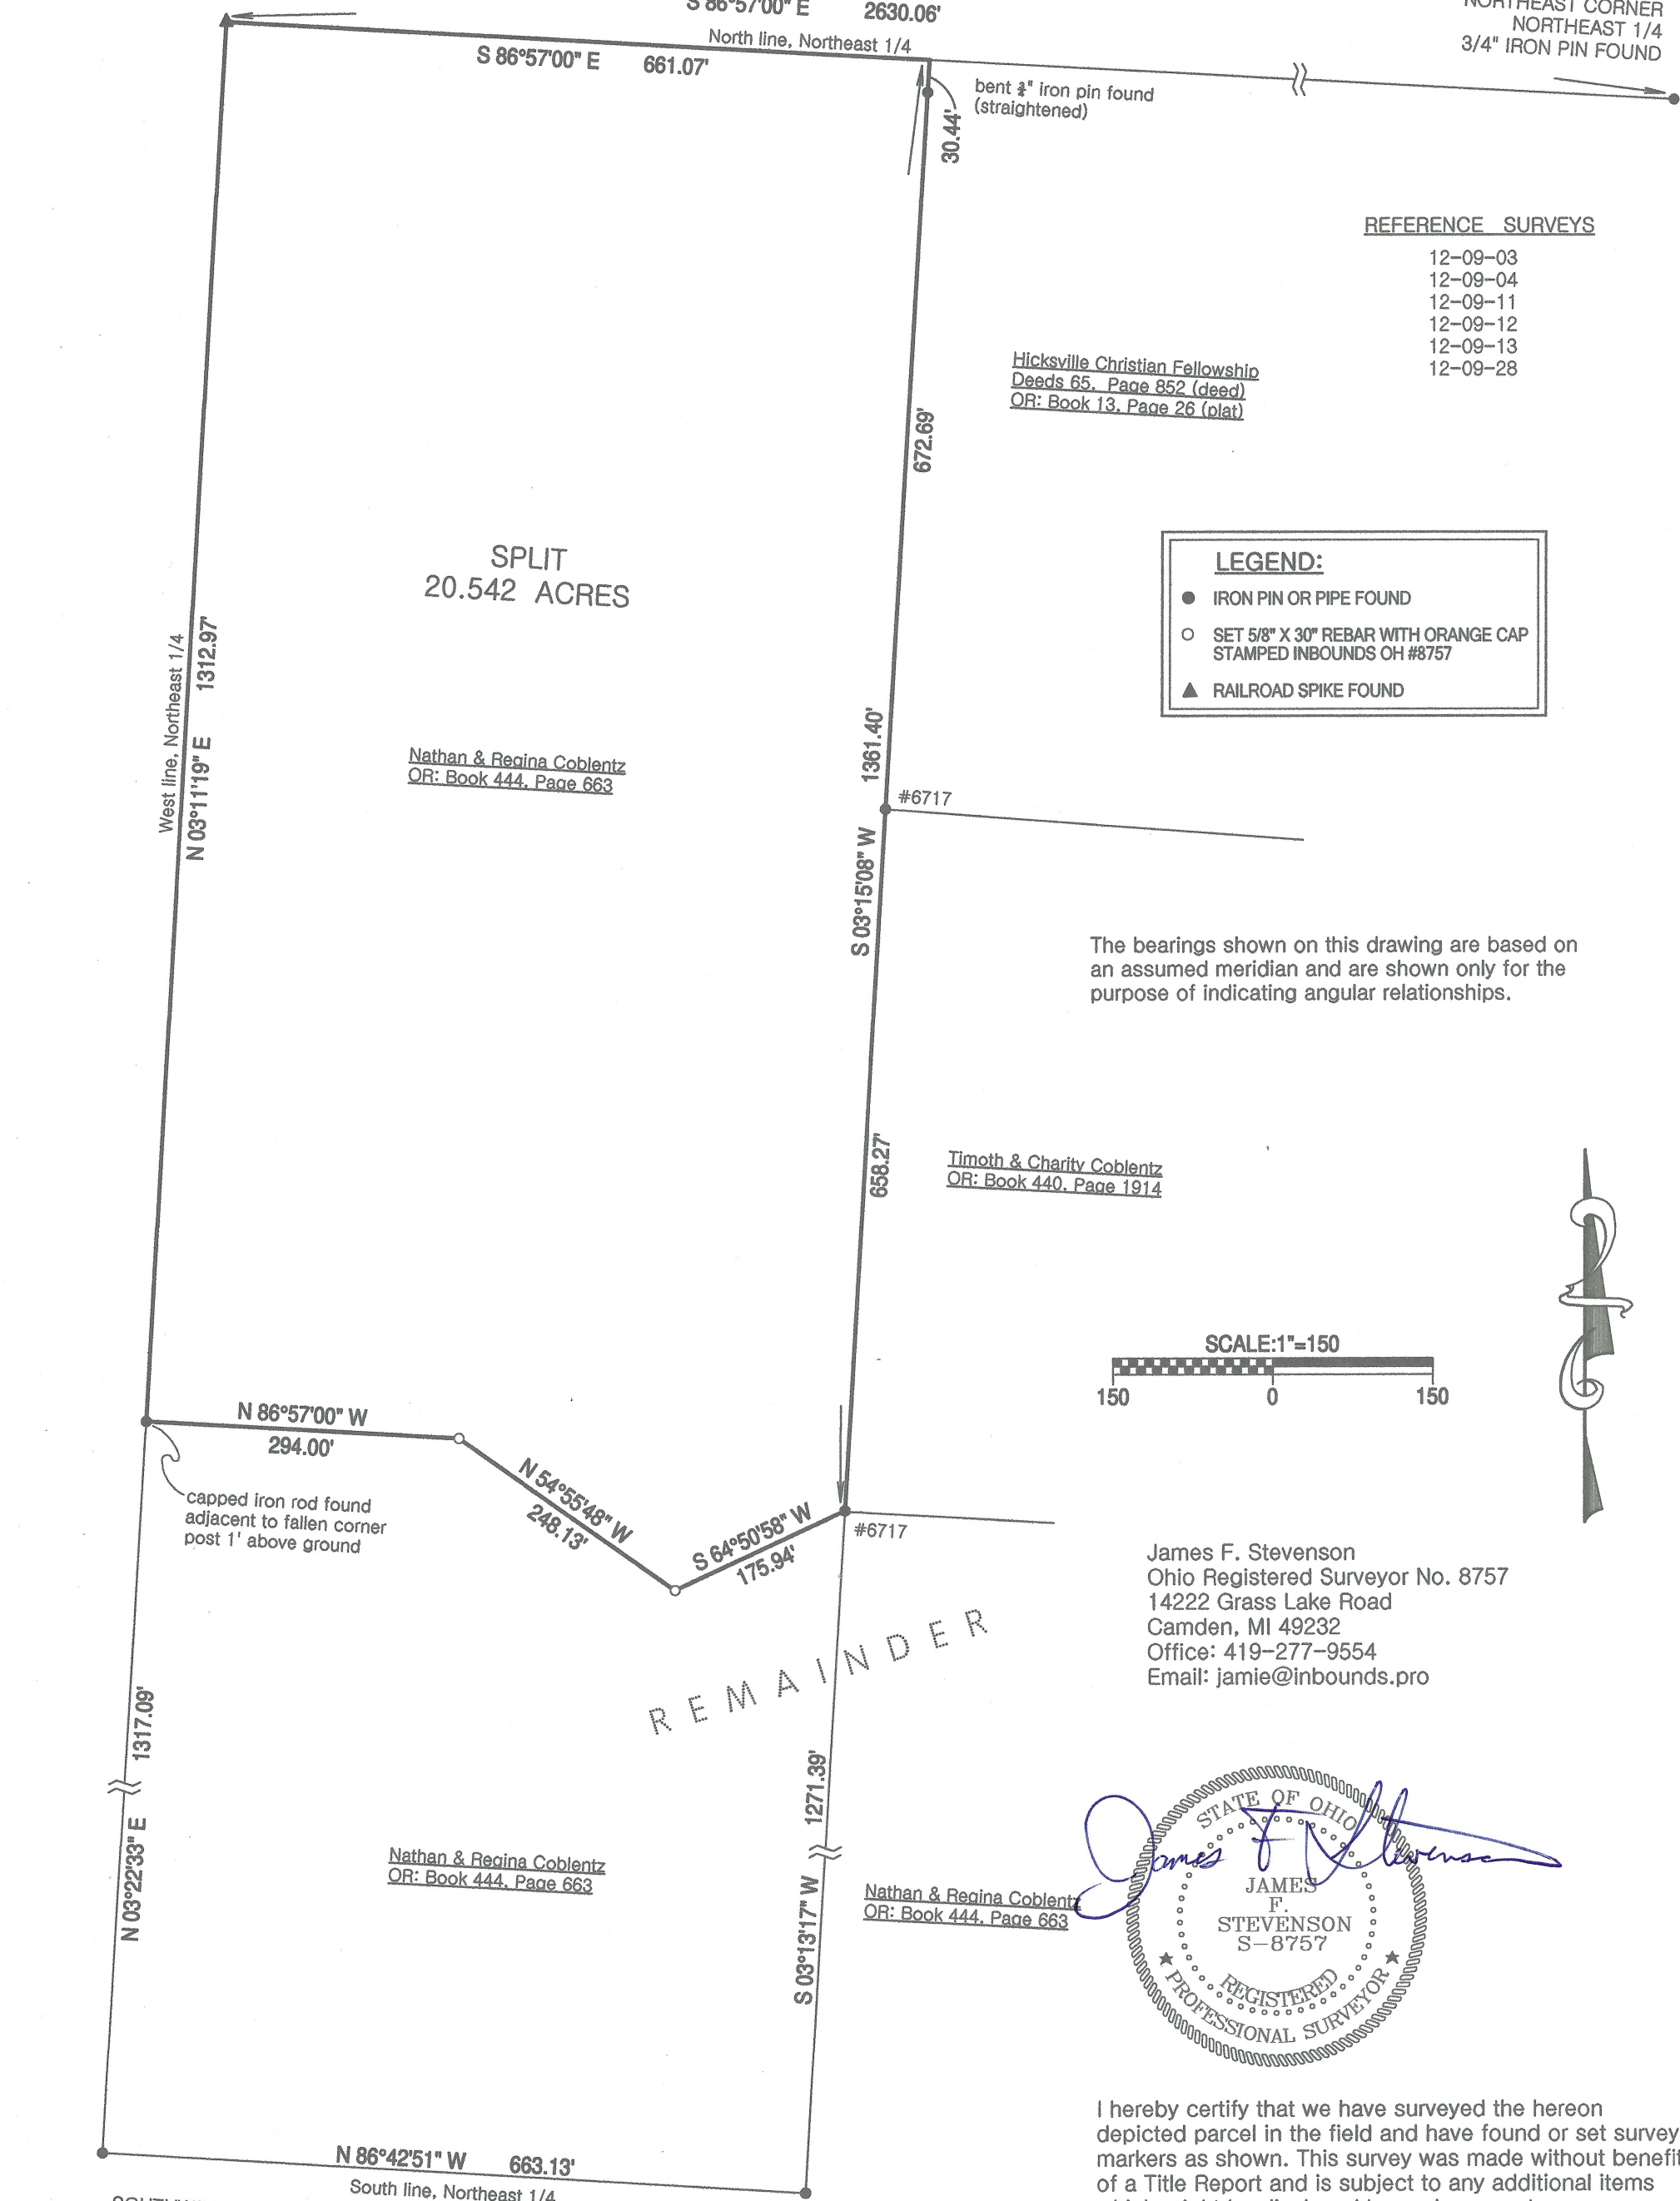 S 86°57'00" E 2630.06'
North line, Northeast 1/4
S 86°57'00" E 661.07'
NORTHEAST CORNER
NORTHEAST 1/4
3/4" IRON PIN FOUND
bent ¾" iron pin found
(straightened)
30.44'
REFERENCE SURVEYS
12-09-03
12-09-04
12-09-11
12-09-12
12-09-13
12-09-28
Hicksville Christian Fellowship
Deeds 65, Page 852 (deed)
OR: Book 13, Page 26 (plat)
672.69'
SPLIT
20.542 ACRES
LEGEND:
IRON PIN OR PIPE FOUND
SET 5/8" X 30" REBAR WITH ORANGE CAP
STAMPED INBOUNDS OH #8757
RAILROAD SPIKE FOUND
West line, Northeast 1/4
N 03°11'19" E 1312.97'
Nathan & Regina Coblentz
OR: Book 444, Page 663
S 03°15'08" W 1361.40'
#6717
The bearings shown on this drawing are based on
an assumed meridian and are shown only for the
purpose of indicating angular relationships.
658.27'
Timoth & Charity Coblentz
OR: Book 440, Page 1914
SCALE:1"=150
150 0 150
N 86°57'00" W
294.00'
N 54°55'48" W
248.13'
S 64°50'58" W
175.94'
#6717
capped iron rod found
adjacent to fallen corner
post 1' above ground
James F. Stevenson
Ohio Registered Surveyor No. 8757
14222 Grass Lake Road
Camden, MI 49232
Office: 419-277-9554
Email: jamie@inbounds.pro
REMAINDER
N 03°22'33" E 1317.09'
S 03°13'17" W 1271.39'
Nathan & Regina Coblentz
OR: Book 444, Page 663
Nathan & Regina Coblentz
OR: Book 444, Page 663
James F Stevenson
STATE OF OHIO
JAMES
F.
STEVENSON
S-8757
REGISTERED
PROFESSIONAL SURVEYOR
I hereby certify that we have surveyed the hereon
depicted parcel in the field and have found or set survey
markers as shown. This survey was made without benefit
of a Title Report and is subject to any additional items
N 86°42'51" W 663.13'
South line, Northeast 1/4